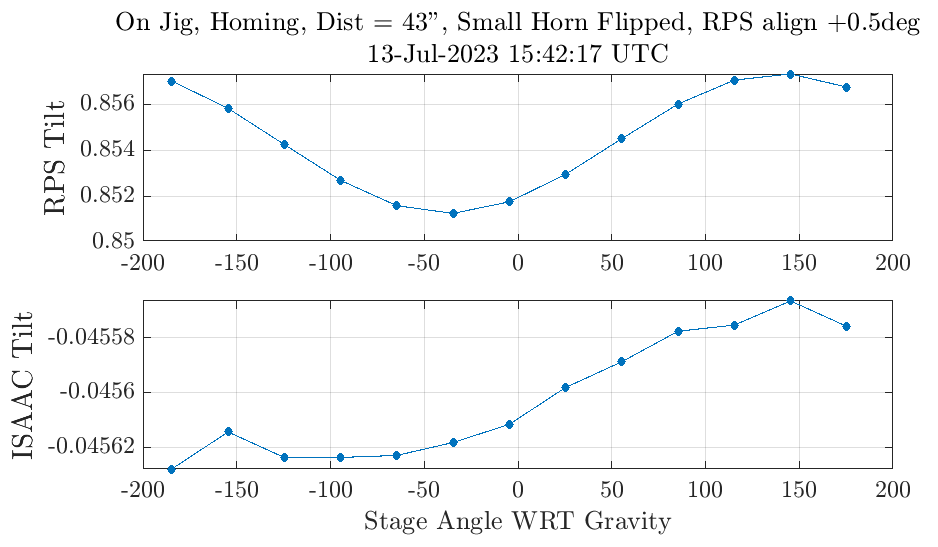 On Jig, Homing, Dist = 43”, Small Horn Flipped, RPS align +0.5deg
13-Jul-2023 15:42:17 UTC
RPS Tilt
0.856
0.854
0.852
0.85
-200 -150 -100 -50 0 50 100 150 200
ISAAC Tilt
-0.04558
-0.0456
-0.04562
-200 -150 -100 -50 0 50 100 150 200
Stage Angle WRT Gravity